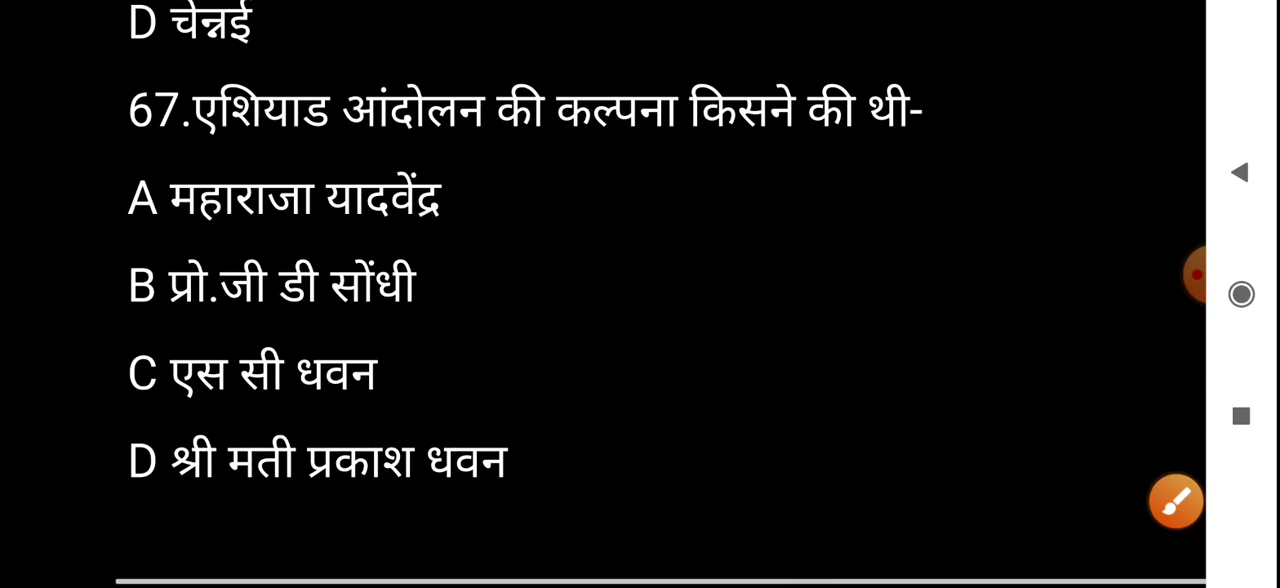 D चेन्नई
67.एशियाड आंदोलन की कल्पना किसने की थी-
A महाराजा यादवेंद्र
B प्रो.जी डी सोंधी
C एस सी धवन
D श्री मती प्रकाश धवन